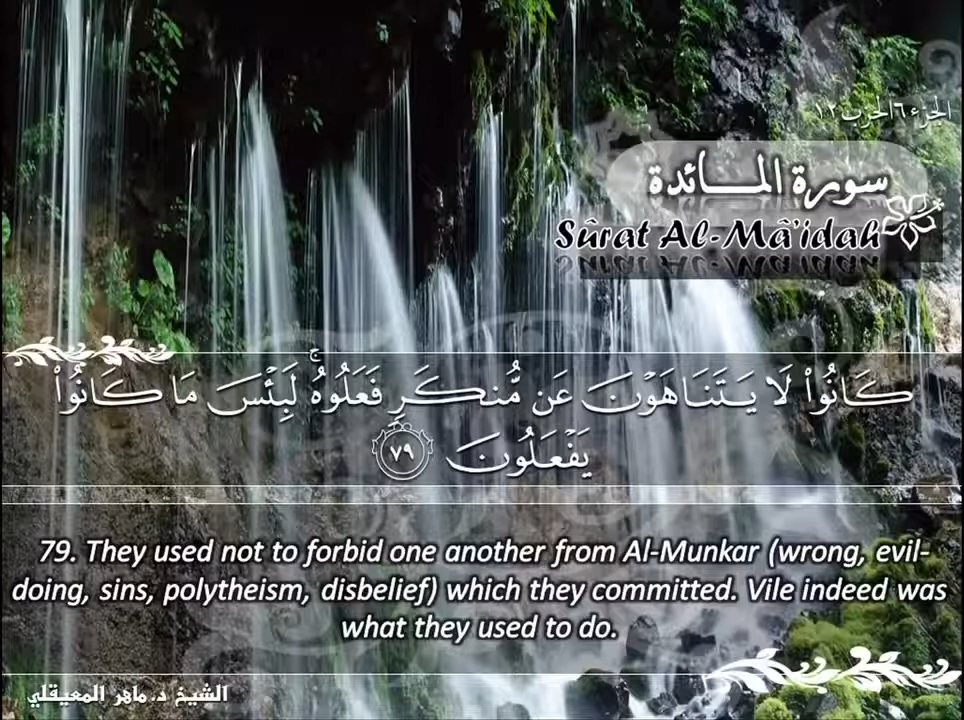 الجزء ٦ الحزب ١٢
سورة المائدة
Sûrat Al-Mâ'idah
كَانُوا۟ لَا يَتَنَاهَوْنَ عَن مُّنكَرٍ فَعَلُوهُ ۚ لَبِئْسَ مَا كَانُوا۟
يَفْعَلُونَ ٧٩
79. They used not to forbid one another from Al-Munkar (wrong, evil-
doing, sins, polytheism, disbelief) which they committed. Vile indeed was
what they used to do.
الشيخ د. ماهر المعيقلي